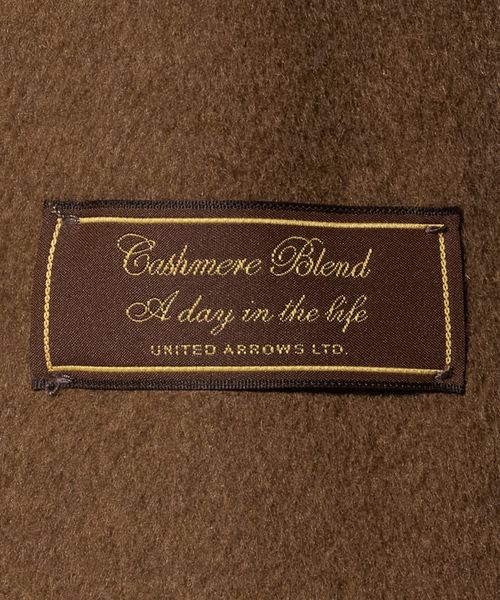 Cashmere Blend
A day in the life
UNITED ARROWS LTD.